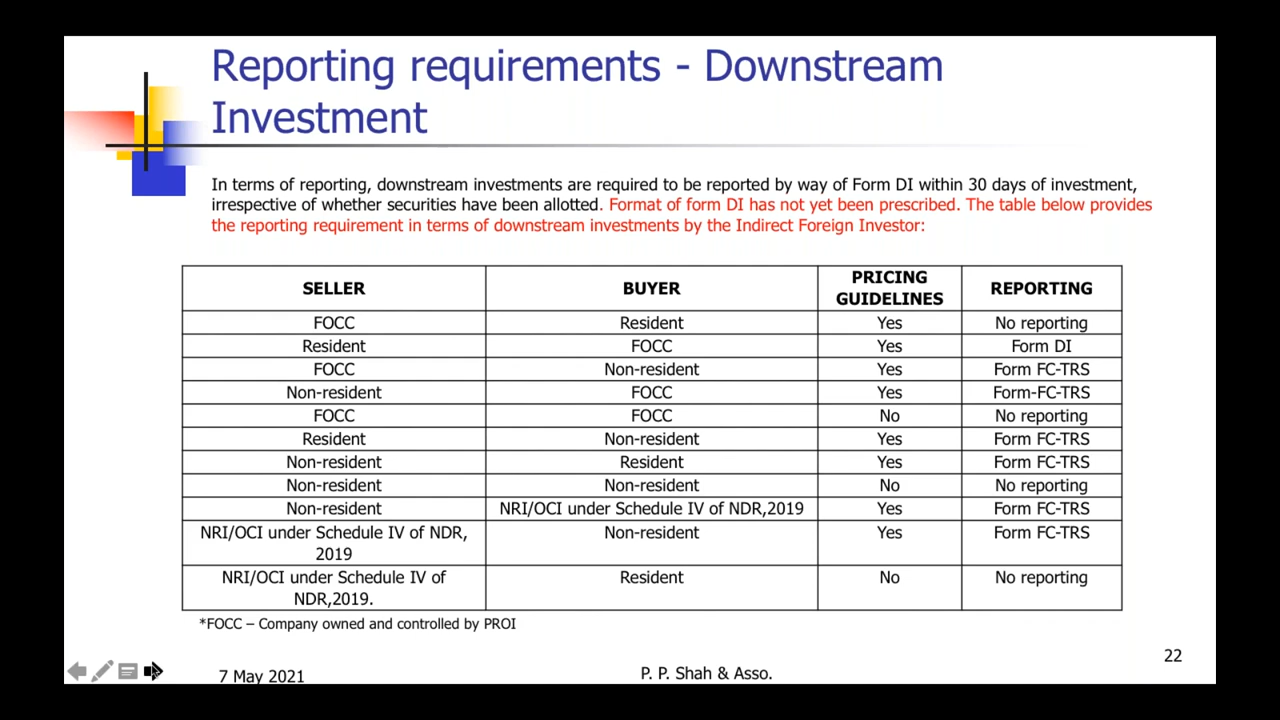 Reporting requirements - Downstream
Investment
In terms of reporting, downstream investments are required to be reported by way of Form DI within 30 days of investment,
irrespective of whether securities have been allotted. Format of form DI has not yet been prescribed. The table below provides
the reporting requirement in terms of downstream investments by the Indirect Foreign Investor:
SELLER BUYER PRICING GUIDELINES REPORTING
FOCC Resident Yes No reporting
Resident FOCC Yes Form DI
FOCC Non-resident Yes Form FC-TRS
Non-resident FOCC Yes Form-FC-TRS
FOCC FOCC No No reporting
Resident Non-resident Yes Form FC-TRS
Non-resident Resident Yes Form FC-TRS
Non-resident Non-resident No No reporting
Non-resident NRI/OCI under Schedule IV of NDR,2019 Yes Form FC-TRS
NRI/OCI under Schedule IV of NDR, 2019 Non-resident Yes Form FC-TRS
NRI/OCI under Schedule IV of NDR,2019. Resident No No reporting
*FOCC – Company owned and controlled by PROI
22
7 May 2021 P. P. Shah & Asso.